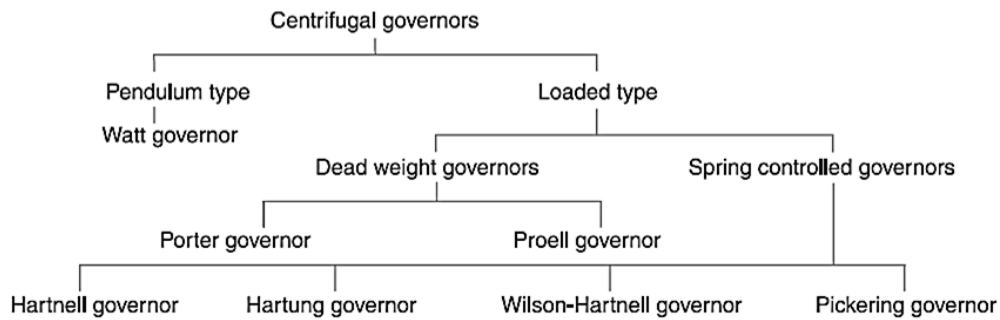 Centrifugal governors
Pendulum type
Loaded type
Watt governor
Dead weight governors
Spring controlled governors
Porter governor
Proell governor
Hartnell governor
Hartung governor
Wilson-Hartnell governor
Pickering governor